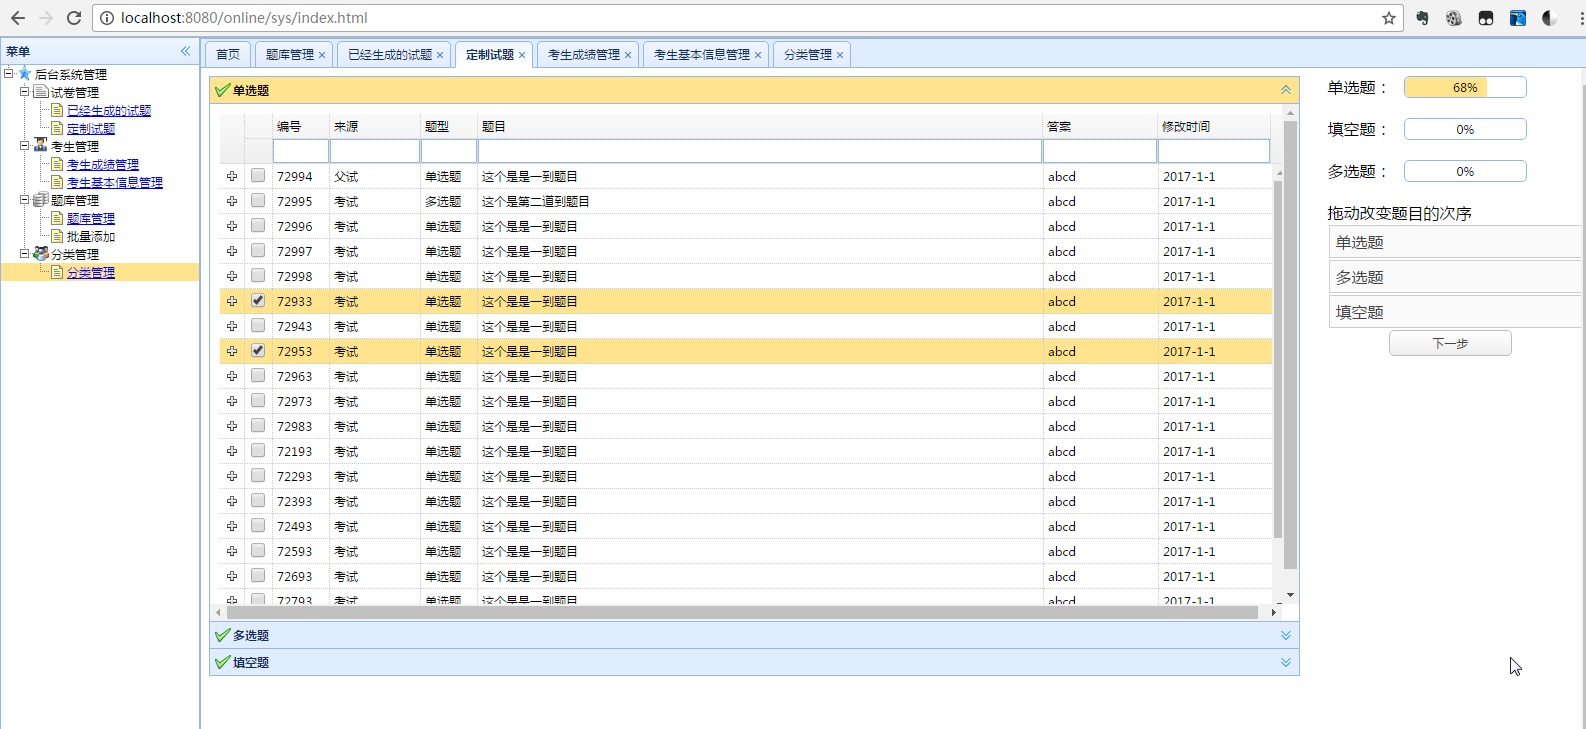 localhost:8080/online/sys/index.html
菜单
后台系统管理
试卷管理
已经生成的试题
定制试题
考生管理
考生成绩管理
考生基本信息管理
题库管理
题库管理
批量添加
分类管理
分类管理
首页 题库管理 × 已经生成的试题 × 定制试题 × 考生成绩管理 × 考生基本信息管理 × 分类管理 ×
单选题
编号 来源 题型 题目 答案 修改时间
72994 父试 单选题 这个是是一到题目 abcd 2017-1-1
72995 考试 多选题 这个是第二道到题目 abcd 2017-1-1
72996 考试 单选题 这个是是一到题目 abcd 2017-1-1
72997 考试 单选题 这个是是一到题目 abcd 2017-1-1
72998 考试 单选题 这个是是一到题目 abcd 2017-1-1
72933 考试 单选题 这个是是一到题目 abcd 2017-1-1
72943 考试 单选题 这个是是一到题目 abcd 2017-1-1
72953 考试 单选题 这个是是一到题目 abcd 2017-1-1
72963 考试 单选题 这个是是一到题目 abcd 2017-1-1
72973 考试 单选题 这个是是一到题目 abcd 2017-1-1
72983 考试 单选题 这个是是一到题目 abcd 2017-1-1
72193 考试 单选题 这个是是一到题目 abcd 2017-1-1
72293 考试 单选题 这个是是一到题目 abcd 2017-1-1
72393 考试 单选题 这个是是一到题目 abcd 2017-1-1
72493 考试 单选题 这个是是一到题目 abcd 2017-1-1
72593 考试 单选题 这个是是一到题目 abcd 2017-1-1
72693 考试 单选题 这个是是一到题目 abcd 2017-1-1
72793 考试 单选题 这个是是一到题目 abcd 2017-1-1
多选题
填空题
单选题： 68%
填空题： 0%
多选题： 0%
拖动改变题目的次序
单选题
多选题
填空题
下一步